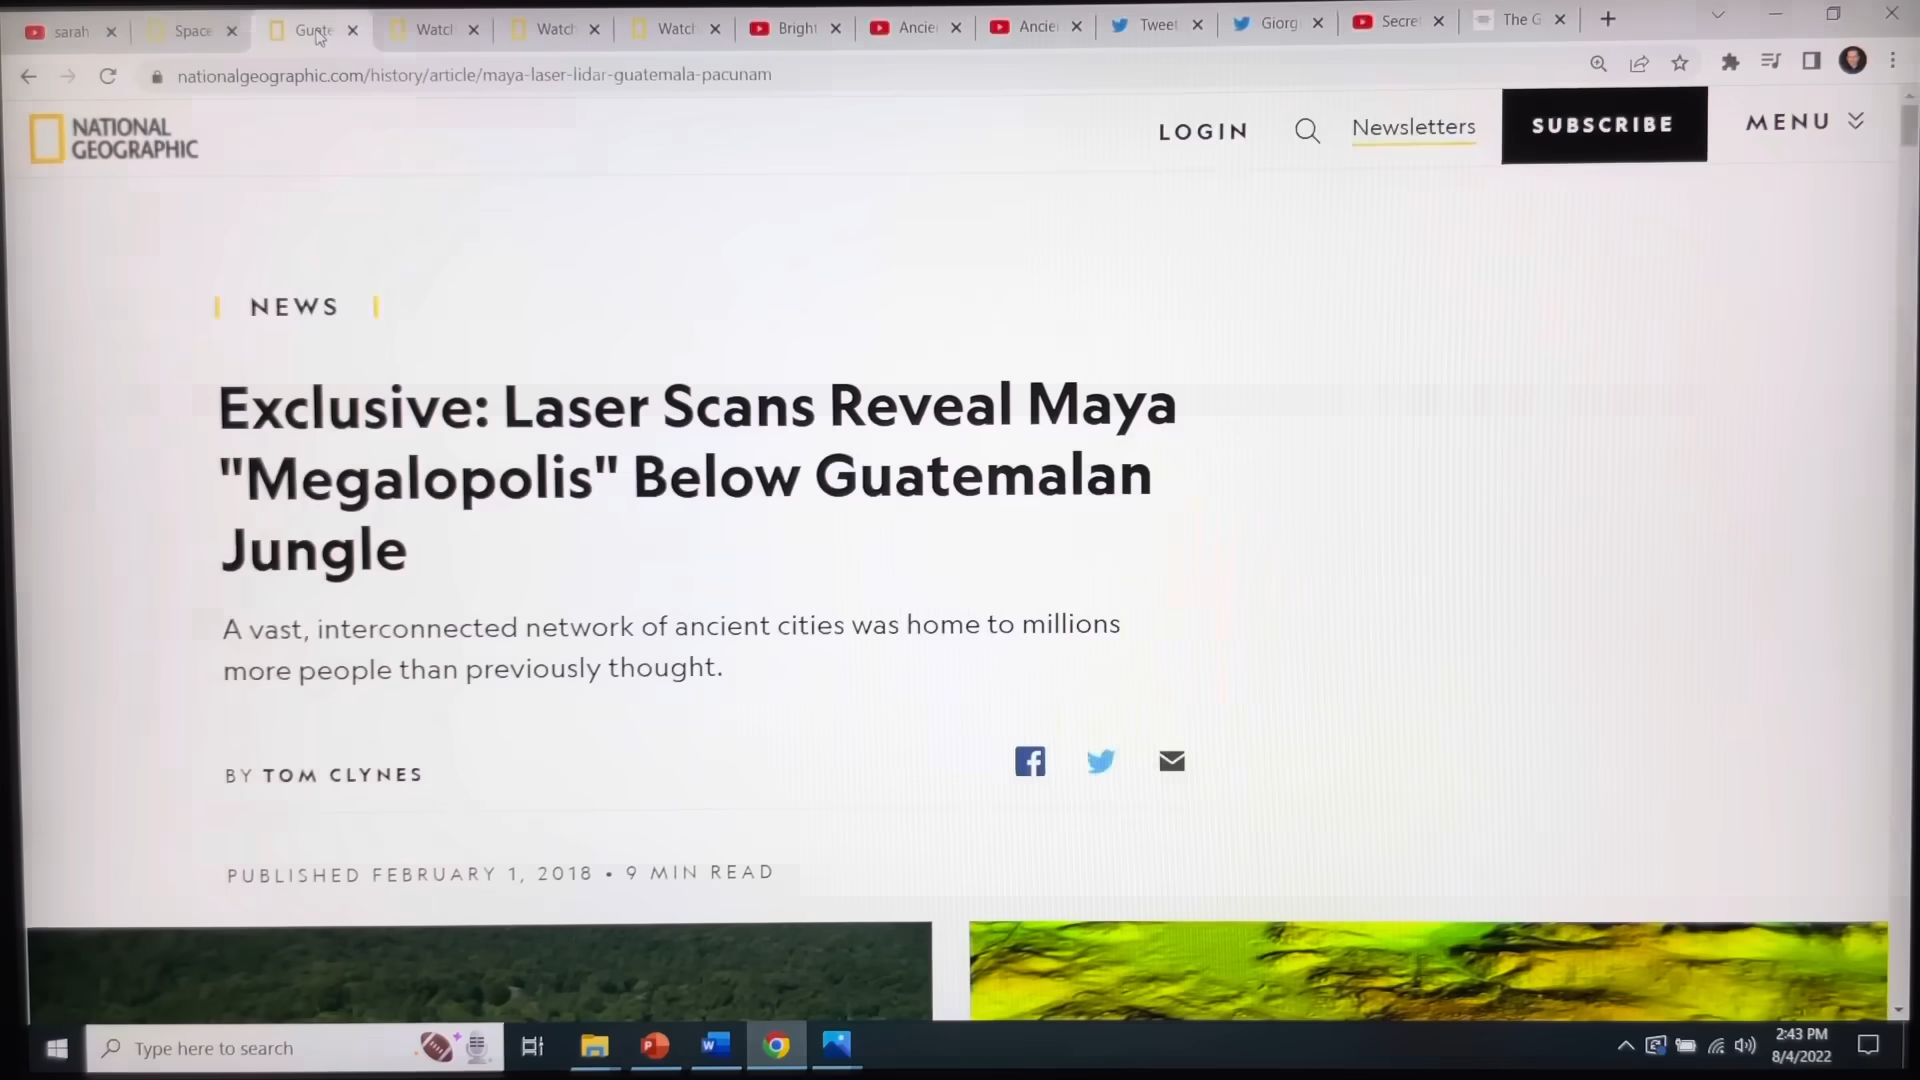 sarah
Space
Guate
Watch
Watch
Watch
Bright
Ancie
Ancie
Tweet
Giorg
Secre
The G
nationalgeographic.com/history/article/maya-laser-lidar-guatemala-pacunam
NATIONAL
GEOGRAPHIC
LOGIN
Newsletters
SUBSCRIBE
MENU
NEWS
Exclusive: Laser Scans Reveal Maya
"Megalopolis" Below Guatemalan
Jungle
A vast, interconnected network of ancient cities was home to millions
more people than previously thought.
BY TOM CLYNES
PUBLISHED FEBRUARY 1, 2018 • 9 MIN READ
Type here to search
2:43 PM
8/4/2022